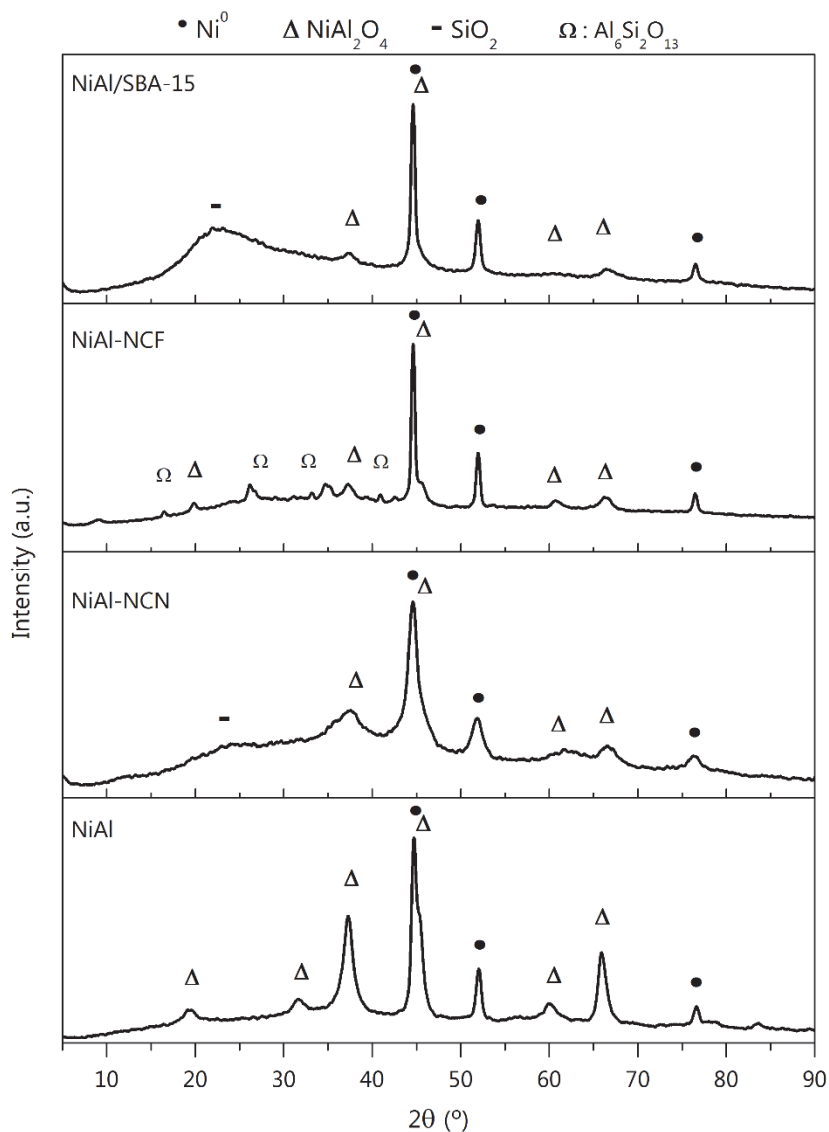 • Ni⁰ Δ NiAl₂O₄ - SiO₂ Ω : Al₆Si₂O₁₃
NiAl/SBA-15
•
Δ
•
-
Δ
Δ
Δ
•
NiAl-NCF
•
Δ
•
Ω
Δ
Ω
Ω
Δ
Ω
Δ
Δ
•
NiAl-NCN
•
Δ
Δ
-
•
Δ
Δ
•
NiAl
•
Δ
Δ
Δ
Δ
Δ
•
Δ
•
10 20 30 40 50 60 70 80 90
2θ (º)
Intensity (a.u.)